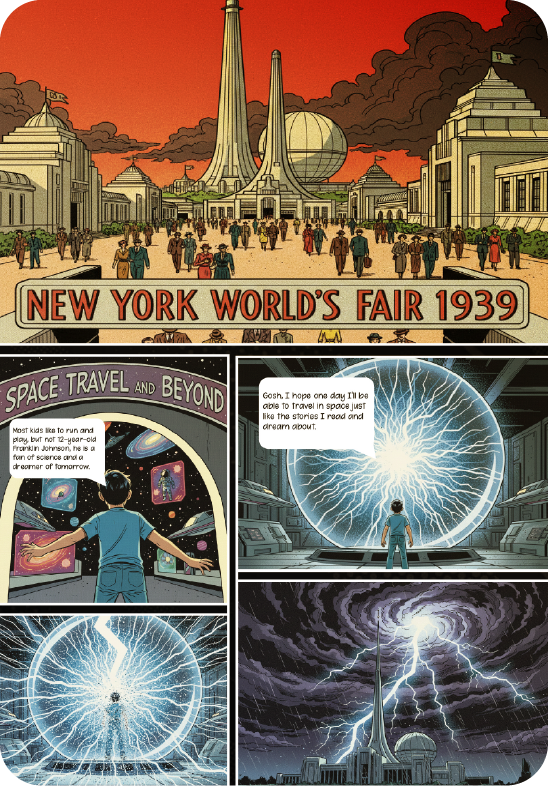 NEW YORK WORLD'S FAIR 1939
SPACE TRAVEL AND BEYOND
Most kids like to run and
play, but not 12-year-old
Franklin Johnson, he is a
fan of science and a
dreamer of tomorrow.
Gosh, I hope one day I'll be
able to travel in space just
like the stories I read and
dream about.